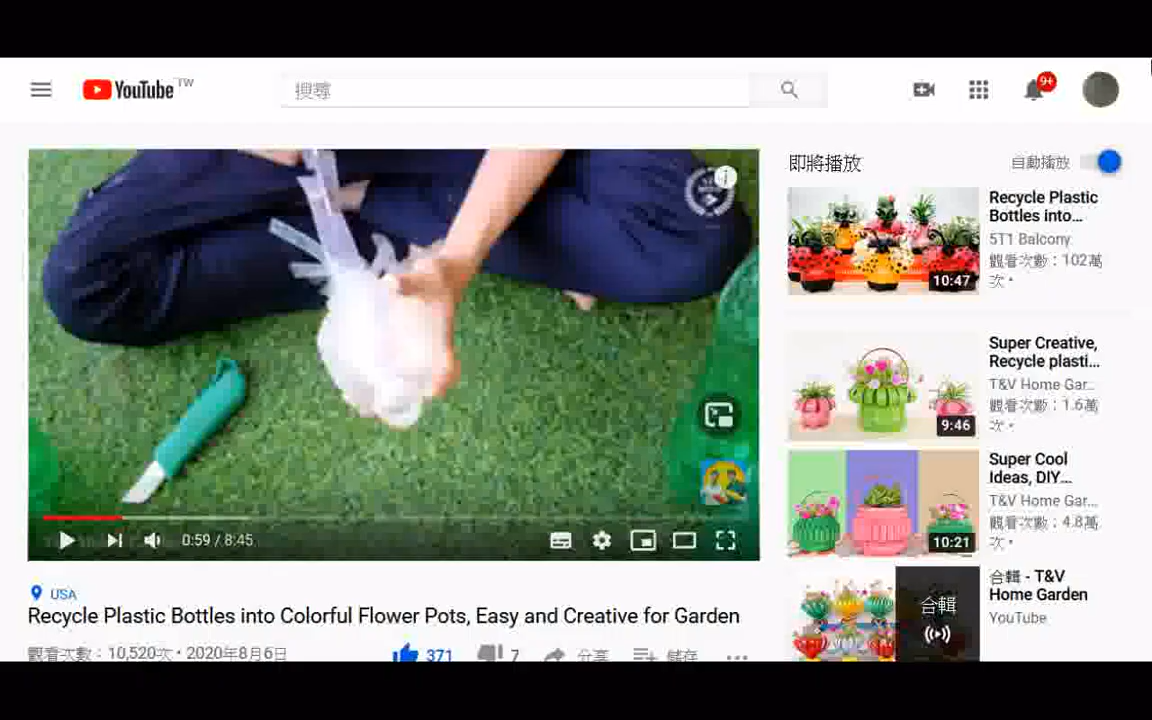 YouTube TW
搜尋
9+
即將播放
自動播放
Recycle Plastic
Bottles into...
5T1 Balcony
觀看次數：102萬
次・
10:47
Super Creative,
Recycle plasti...
T&V Home Gar...
觀看次數：1.6萬
次・
9:46
Super Cool
Ideas, DIY...
T&V Home Gar...
觀看次數：4.8萬
次・
10:21
合輯 - T&V
Home Garden
YouTube
合輯
0:59 / 8:45
USA
Recycle Plastic Bottles into Colorful Flower Pots, Easy and Creative for Garden
觀看次數：10,520次・2020年8月6日
371
7
分享
儲存